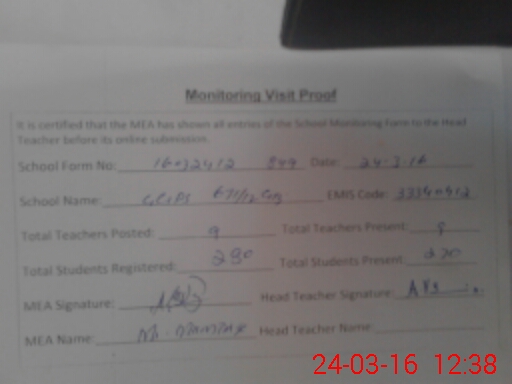 Monitoring Visit Proof
It is certified that the MEA has shown all entries of the School Monitoring Form to the Head
Teacher before its online submission.
School Form No: Date: 24-3-16
School Name: EMIS Code:
Total Teachers Posted: 9 Total Teachers Present:
Total Students Registered: 290 Total Students Present 270
MEA Signature: Head Teacher Signature:
MEA Name: M. Head Teacher Name:
24-03-16 12:38